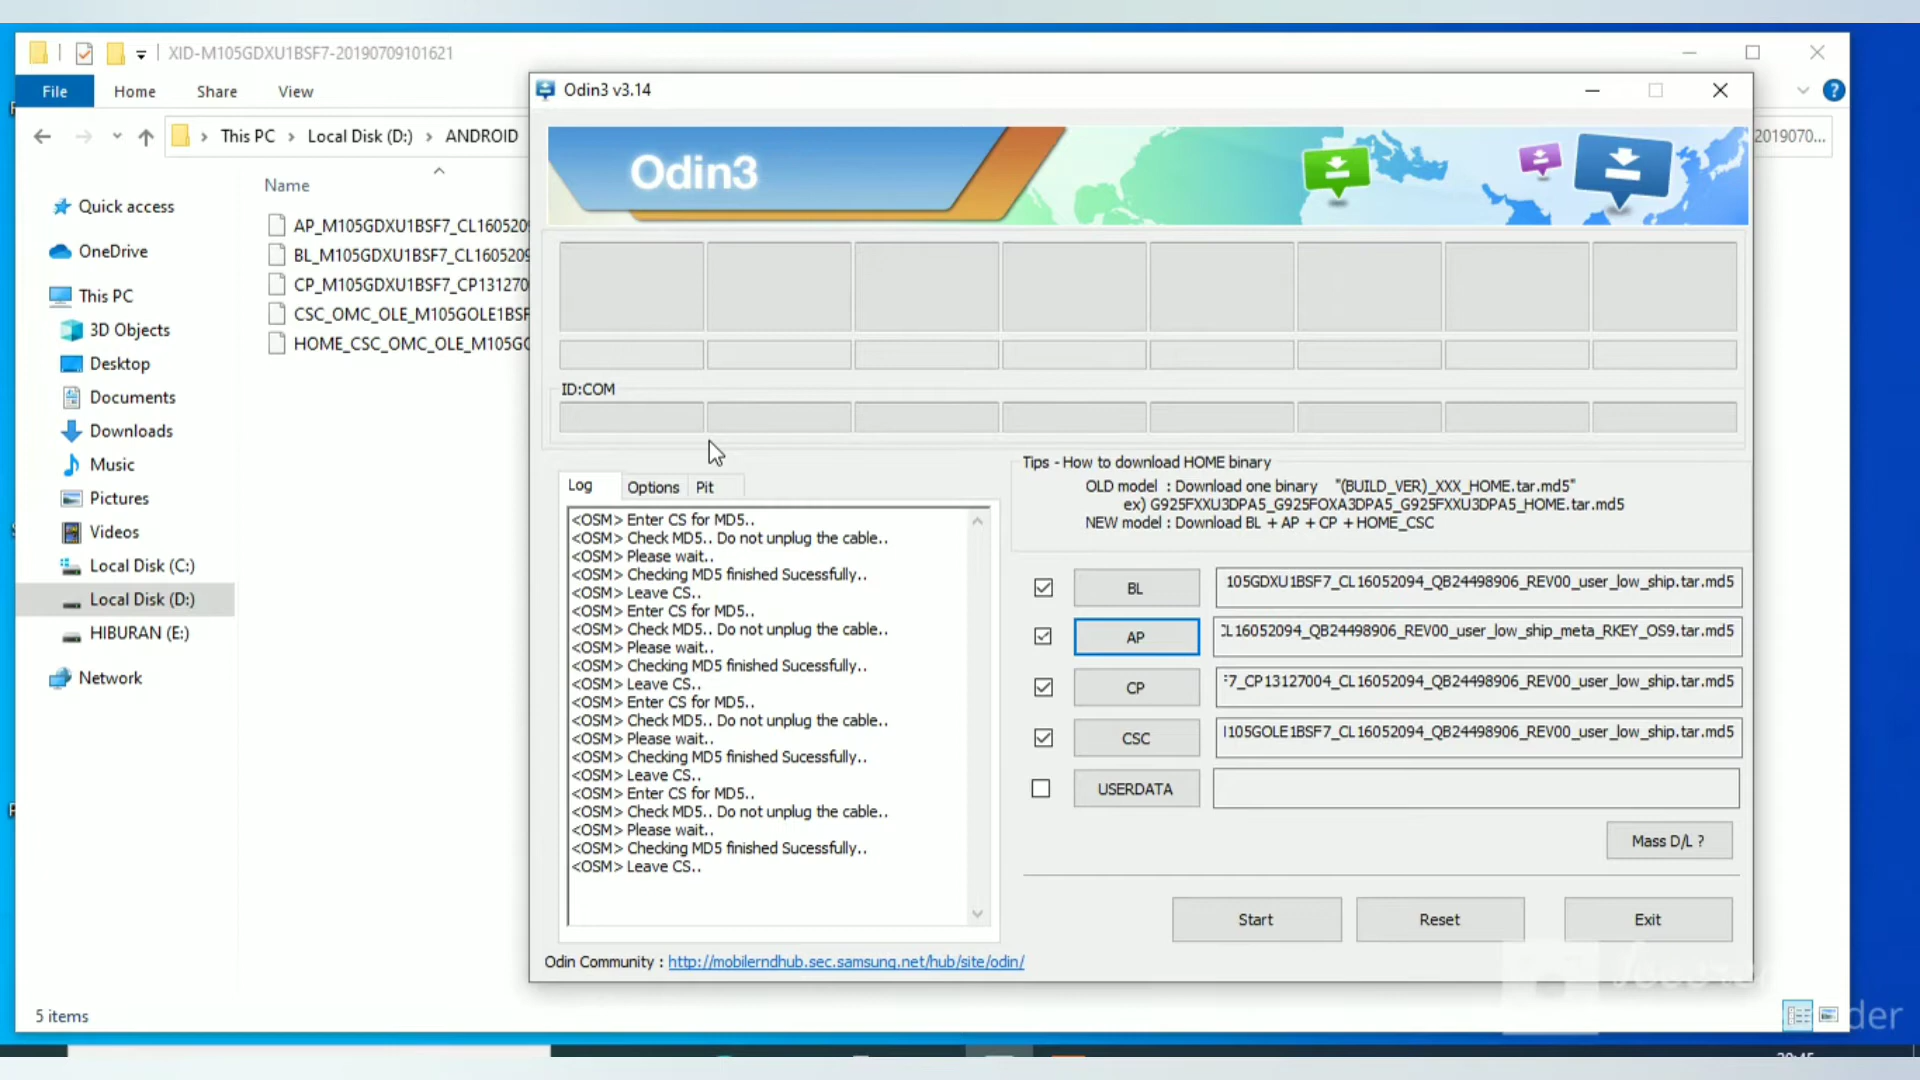 XID-M105GDXU1BSF7-20190709101621
File Home Share View
This PC Local Disk (D:) ANDROID
2019070...
Name
Quick access
OneDrive
This PC
3D Objects
Desktop
Documents
Downloads
Music
Pictures
Videos
Local Disk (C:)
Local Disk (D:)
HIBURAN (E:)
Network
AP_M105GDXU1BSF7_CL1605209
BL_M105GDXU1BSF7_CL1605209
CP_M105GDXU1BSF7_CP1312700
CSC_OMC_OLE_M105GOLE1BSF
HOME_CSC_OMC_OLE_M105GO
5 items
Odin3 v3.14
Odin3
ID:COM
Log Options Pit
<OSM> Enter CS for MD5..
<OSM> Check MD5.. Do not unplug the cable..
<OSM> Please wait..
<OSM> Checking MD5 finished Sucessfully..
<OSM> Leave CS..
<OSM> Enter CS for MD5..
<OSM> Check MD5.. Do not unplug the cable..
<OSM> Please wait..
<OSM> Checking MD5 finished Sucessfully..
<OSM> Leave CS..
<OSM> Enter CS for MD5..
<OSM> Check MD5.. Do not unplug the cable..
<OSM> Please wait..
<OSM> Checking MD5 finished Sucessfully..
<OSM> Leave CS..
<OSM> Enter CS for MD5..
<OSM> Check MD5.. Do not unplug the cable..
<OSM> Please wait..
<OSM> Checking MD5 finished Sucessfully..
<OSM> Leave CS..
Tips - How to download HOME binary
OLD model : Download one binary "(BUILD_VER)_XXX_HOME.tar.md5"
ex) G925FXXU3DPA5_G925FOXA3DPA5_G925FXXU3DPA5_HOME.tar.md5
NEW model : Download BL + AP + CP + HOME_CSC
BL 105GDXU1BSF7_CL16052094_QB24498906_REV00_user_low_ship.tar.md5
AP CL16052094_QB24498906_REV00_user_low_ship_meta_RKEY_OS9.tar.md5
CP F7_CP13127004_CL16052094_QB24498906_REV00_user_low_ship.tar.md5
CSC 105GOLE1BSF7_CL16052094_QB24498906_REV00_user_low_ship.tar.md5
USERDATA
Mass D/L ?
Start Reset Exit
Odin Community : http://mobilerndhub.sec.samsung.net/hub/site/odin/